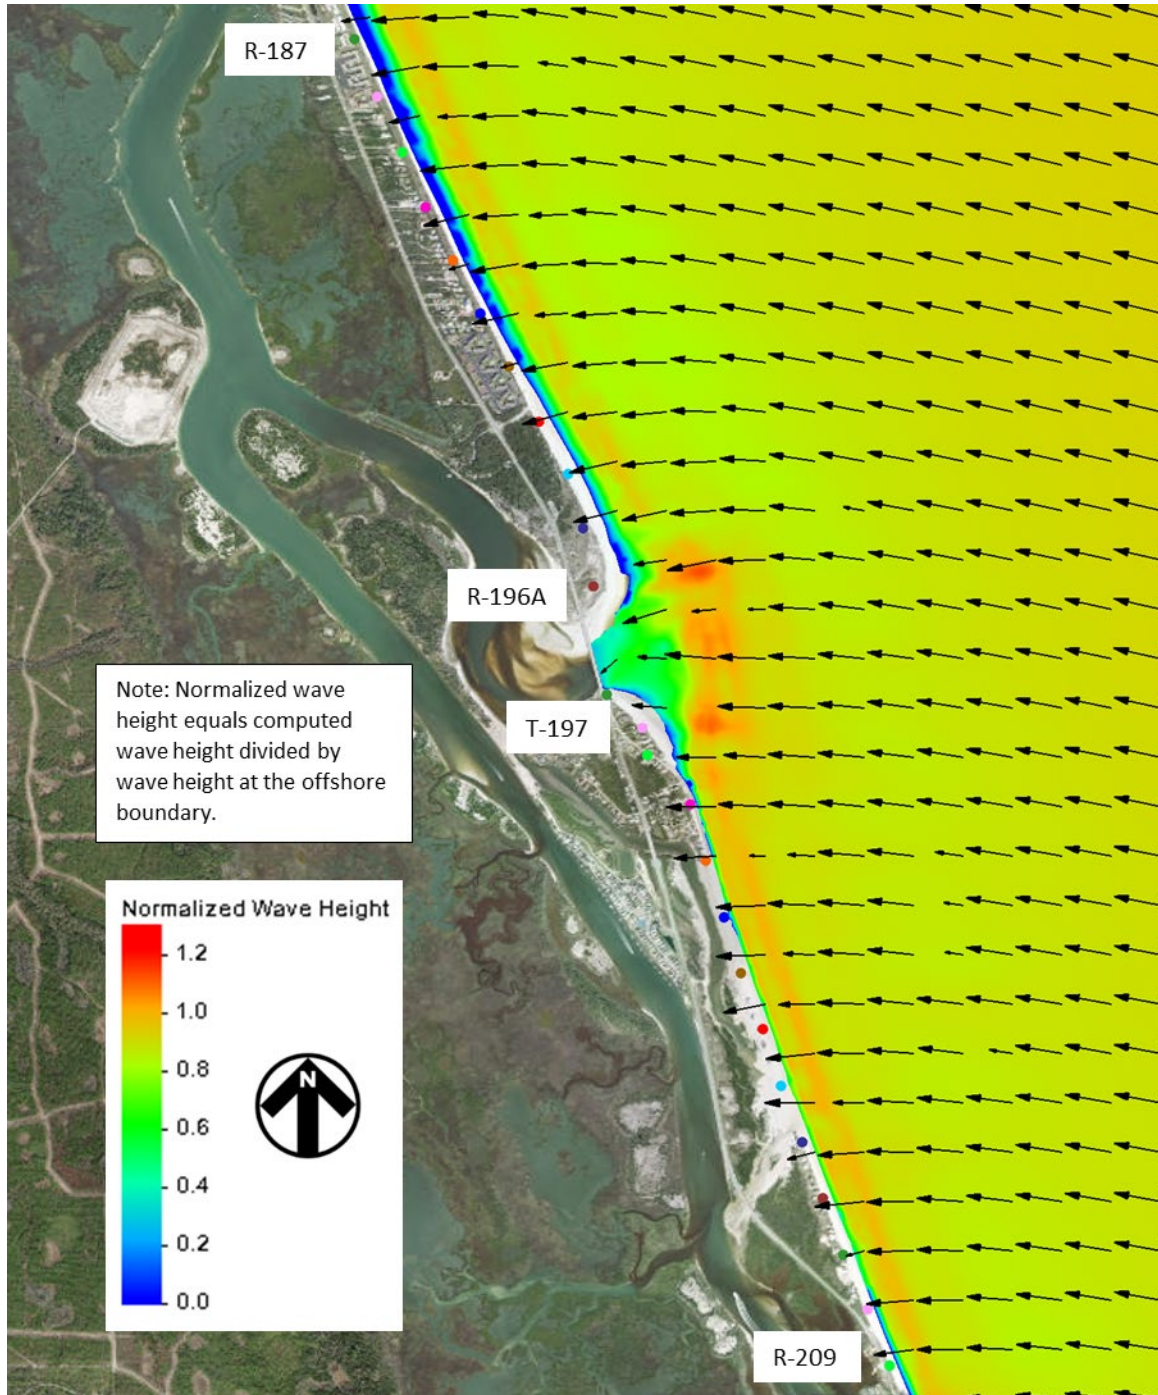 R-187
R-196A
T-197
Note: Normalized wave
height equals computed
wave height divided by
wave height at the offshore
boundary.
Normalized Wave Height
1.2
1.0
0.8
0.6
0.4
0.2
0.0
N
R-209